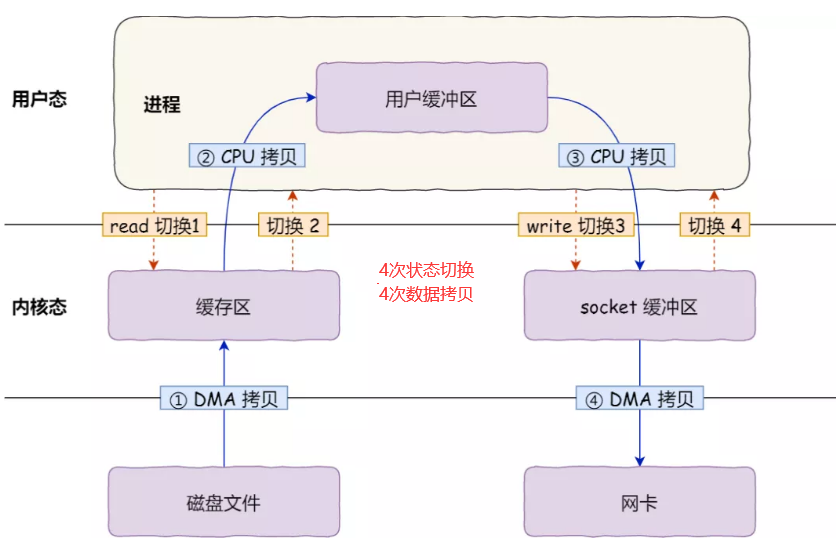 用户态
进程
用户缓冲区
② CPU 拷贝
③ CPU 拷贝
read 切换1
切换 2
write 切换3
切换 4
4次状态切换
4次数据拷贝
内核态
缓存区
socket 缓冲区
① DMA 拷贝
④ DMA 拷贝
磁盘文件
网卡